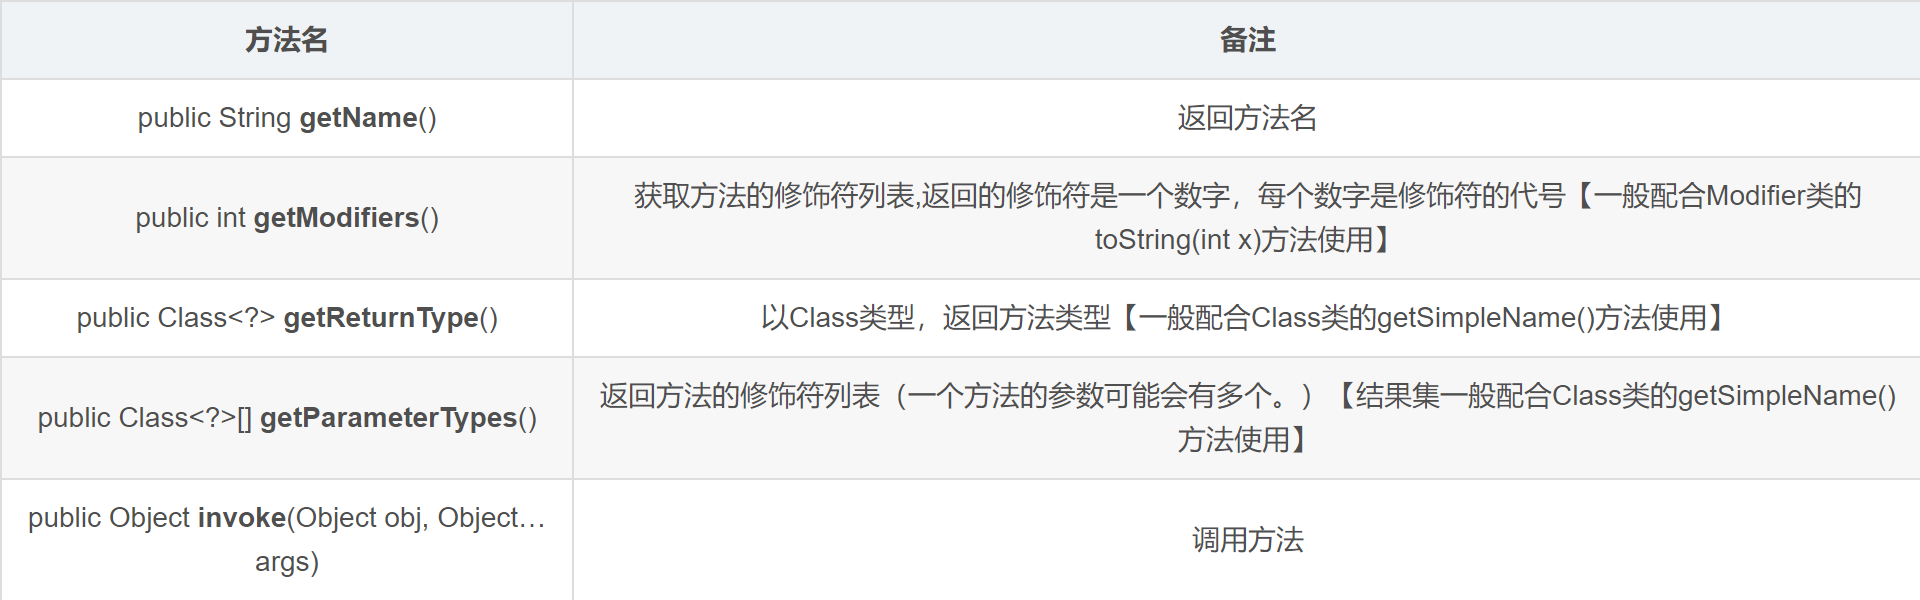 方法名
备注
public String getName()
返回方法名
public int getModifiers()
获取方法的修饰符列表,返回的修饰符是一个数字，每个数字是修饰符的代号【一般配合Modifier类的
toString(int x)方法使用】
public Class<?> getReturnType()
以Class类型，返回方法类型【一般配合Class类的getSimpleName()方法使用】
public Class<?>[] getParameterTypes()
返回方法的修饰符列表（一个方法的参数可能会有多个。）【结果集一般配合Class类的getSimpleName()
方法使用】
public Object invoke(Object obj, Object…
args)
调用方法